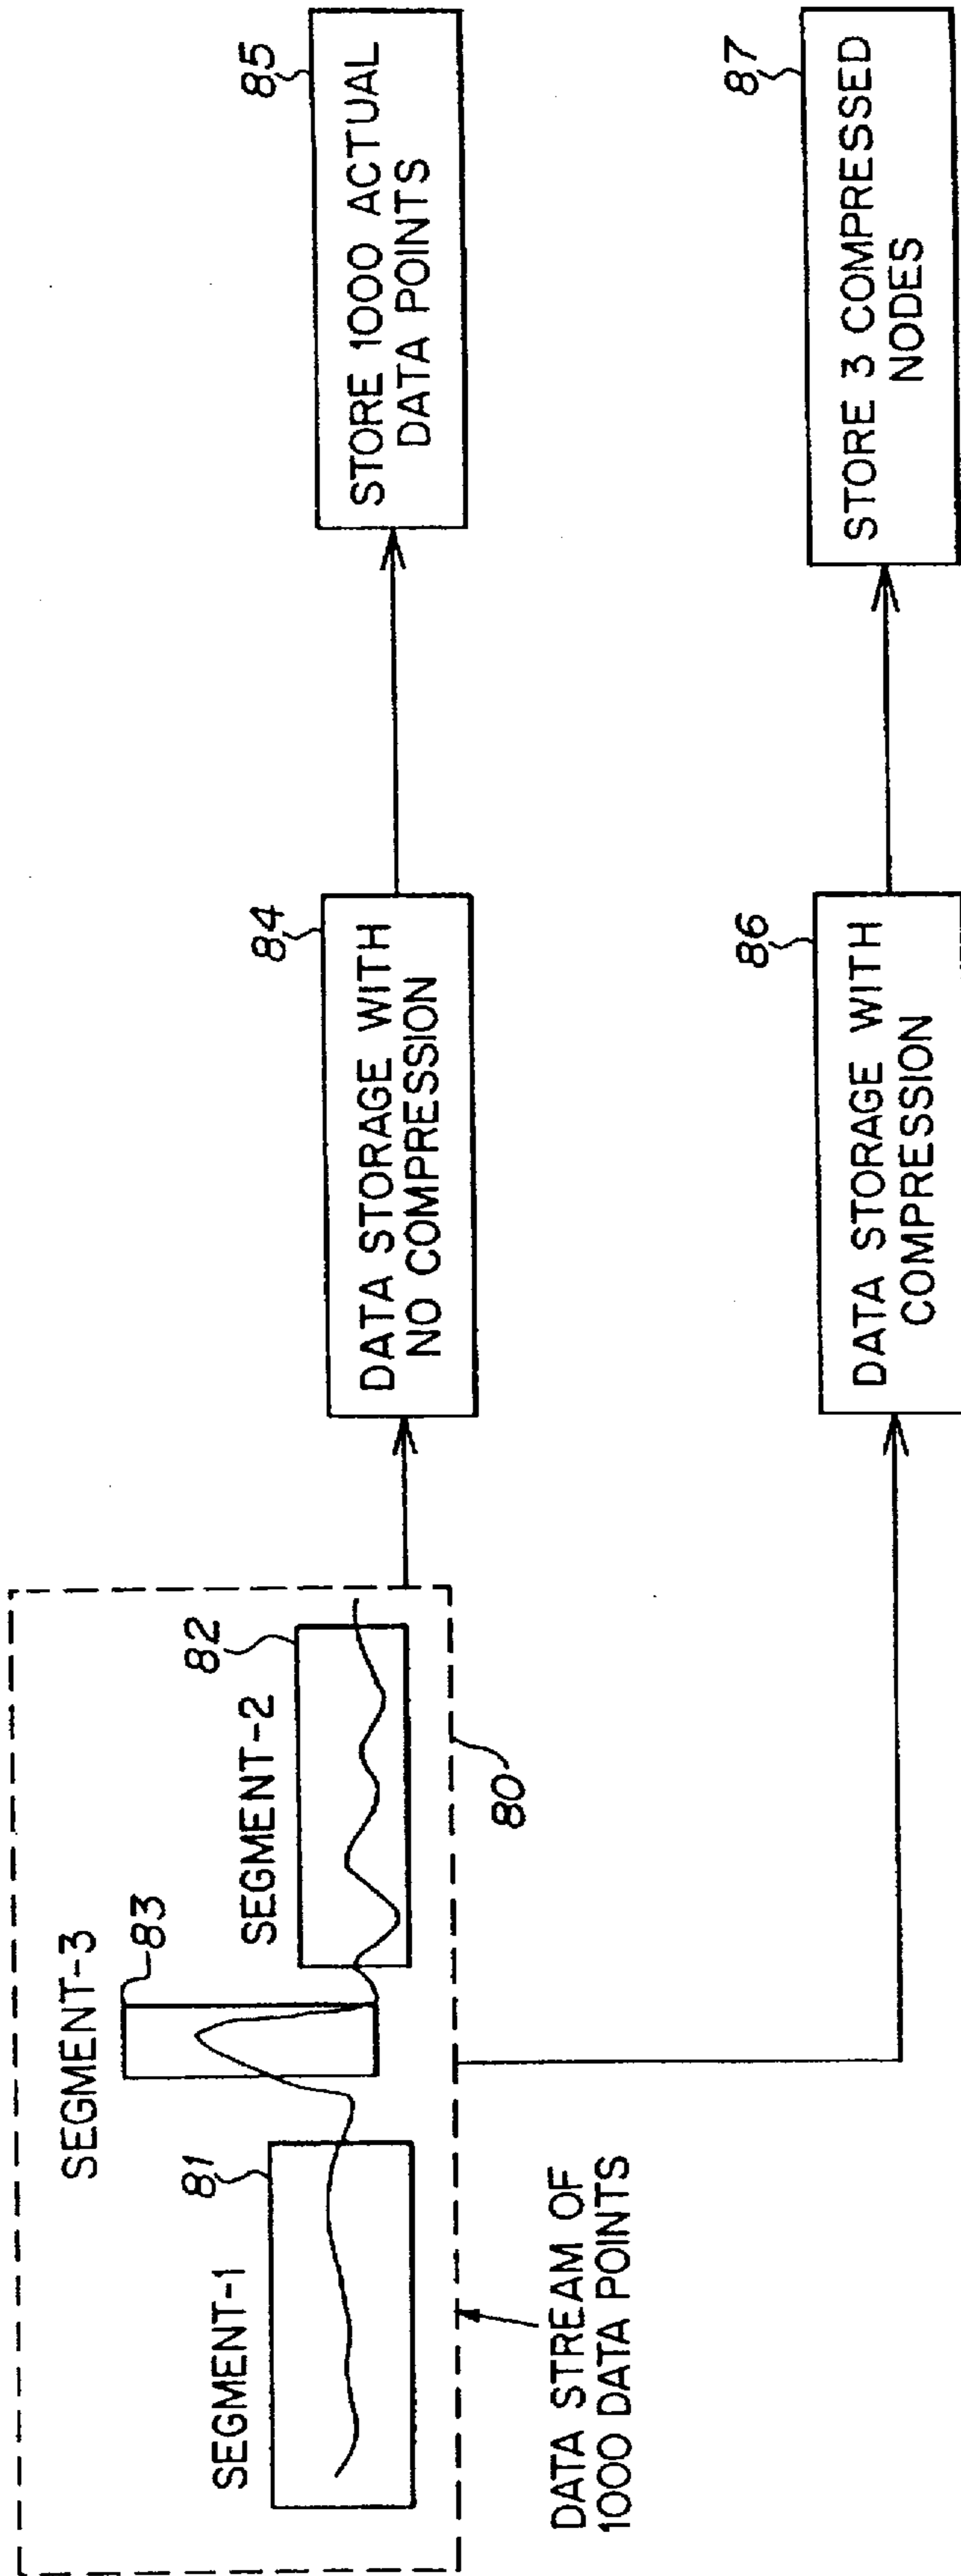 SEGMENT-1
81
SEGMENT-3
83
SEGMENT-2
82
80
DATA STREAM OF
1000 DATA POINTS
84
DATA STORAGE WITH
NO COMPRESSION
85
STORE 1000 ACTUAL
DATA POINTS
86
DATA STORAGE WITH
COMPRESSION
87
STORE 3 COMPRESSED
NODES